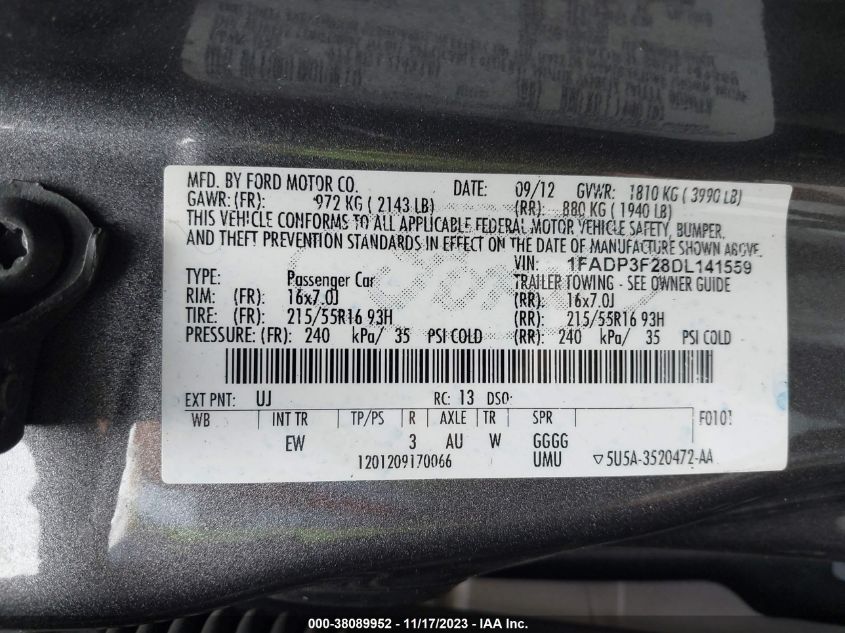 MFD. BY FORD MOTOR CO. DATE: 09/12 GVWR: 1810 KG ( 3990 LB)
GAWR: (FR): 972 KG ( 2143 LB) (RR): 880 KG ( 1940 LB)
THIS VEHICLE CONFORMS TO ALL APPLICABLE FEDERAL MOTOR VEHICLE SAFETY, BUMPER,
AND THEFT PREVENTION STANDARDS IN EFFECT ON THE DATE OF MANUFACTURE SHOWN ABOVE.
VIN: 1FADP3F28DL141559
TYPE: Passenger Car TRAILER TOWING - SEE OWNER GUIDE
RIM: (FR): 16x7.0J (RR): 16x7.0J
TIRE: (FR): 215/55R16 93H (RR): 215/55R16 93H
PRESSURE: (FR): 240 kPa/ 35 PSI COLD (RR): 240 kPa/ 35 PSI COLD
EXT PNT: UJ RC: 13 DSO:
WB INT TR TP/PS R AXLE TR SPR F0101
EW 3 AU W GGGG
1201209170066 UMU ▽5U5A-3520472-AA
000-38089952 - 11/17/2023 - IAA Inc.